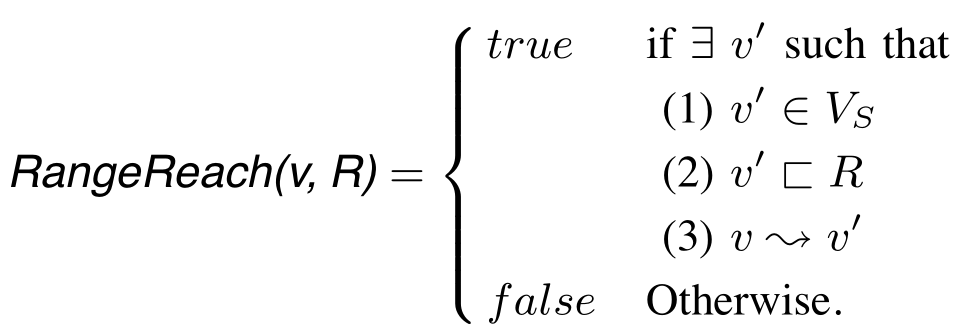 true if ∃ v′ such that
(1) v′ ∈ V_S
RangeReach(v, R) = { (2) v′ ⊏ R
(3) v ⇝ v′
false Otherwise.